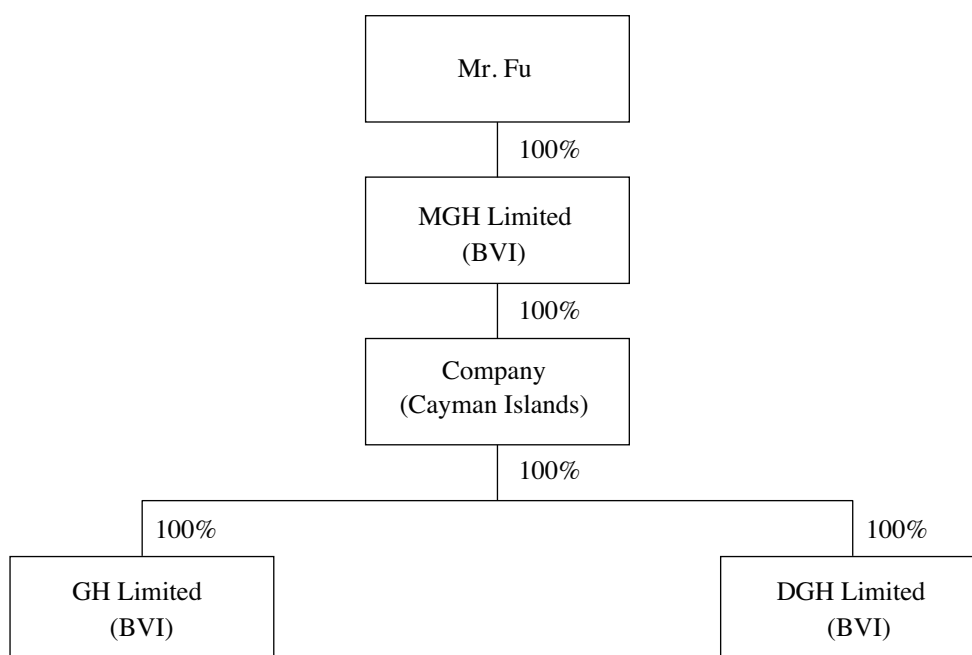 Mr. Fu
100%
MGH Limited
(BVI)
100%
Company
(Cayman Islands)
100%
100%
100%
GH Limited
(BVI)
DGH Limited
(BVI)